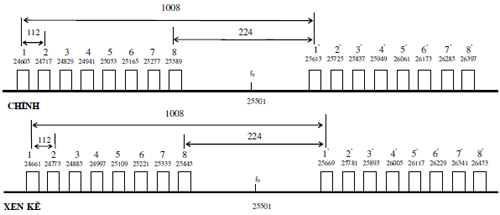 1008
112
224
1 2 3 4 5 6 7 8 1' 2' 3' 4' 5' 6' 7' 8'
24605 24717 24829 24941 25053 25165 25277 25389 25613 25725 25837 25949 26061 26173 26285 26397
f₀
25501
CHÍNH
1008
112
224
1 2 3 4 5 6 7 8 1' 2' 3' 4' 5' 6' 7' 8'
24661 24773 24885 24997 25109 25221 25333 25445 25669 25781 25893 26005 26117 26229 26341 26453
f₀
25501
XEN KẼ